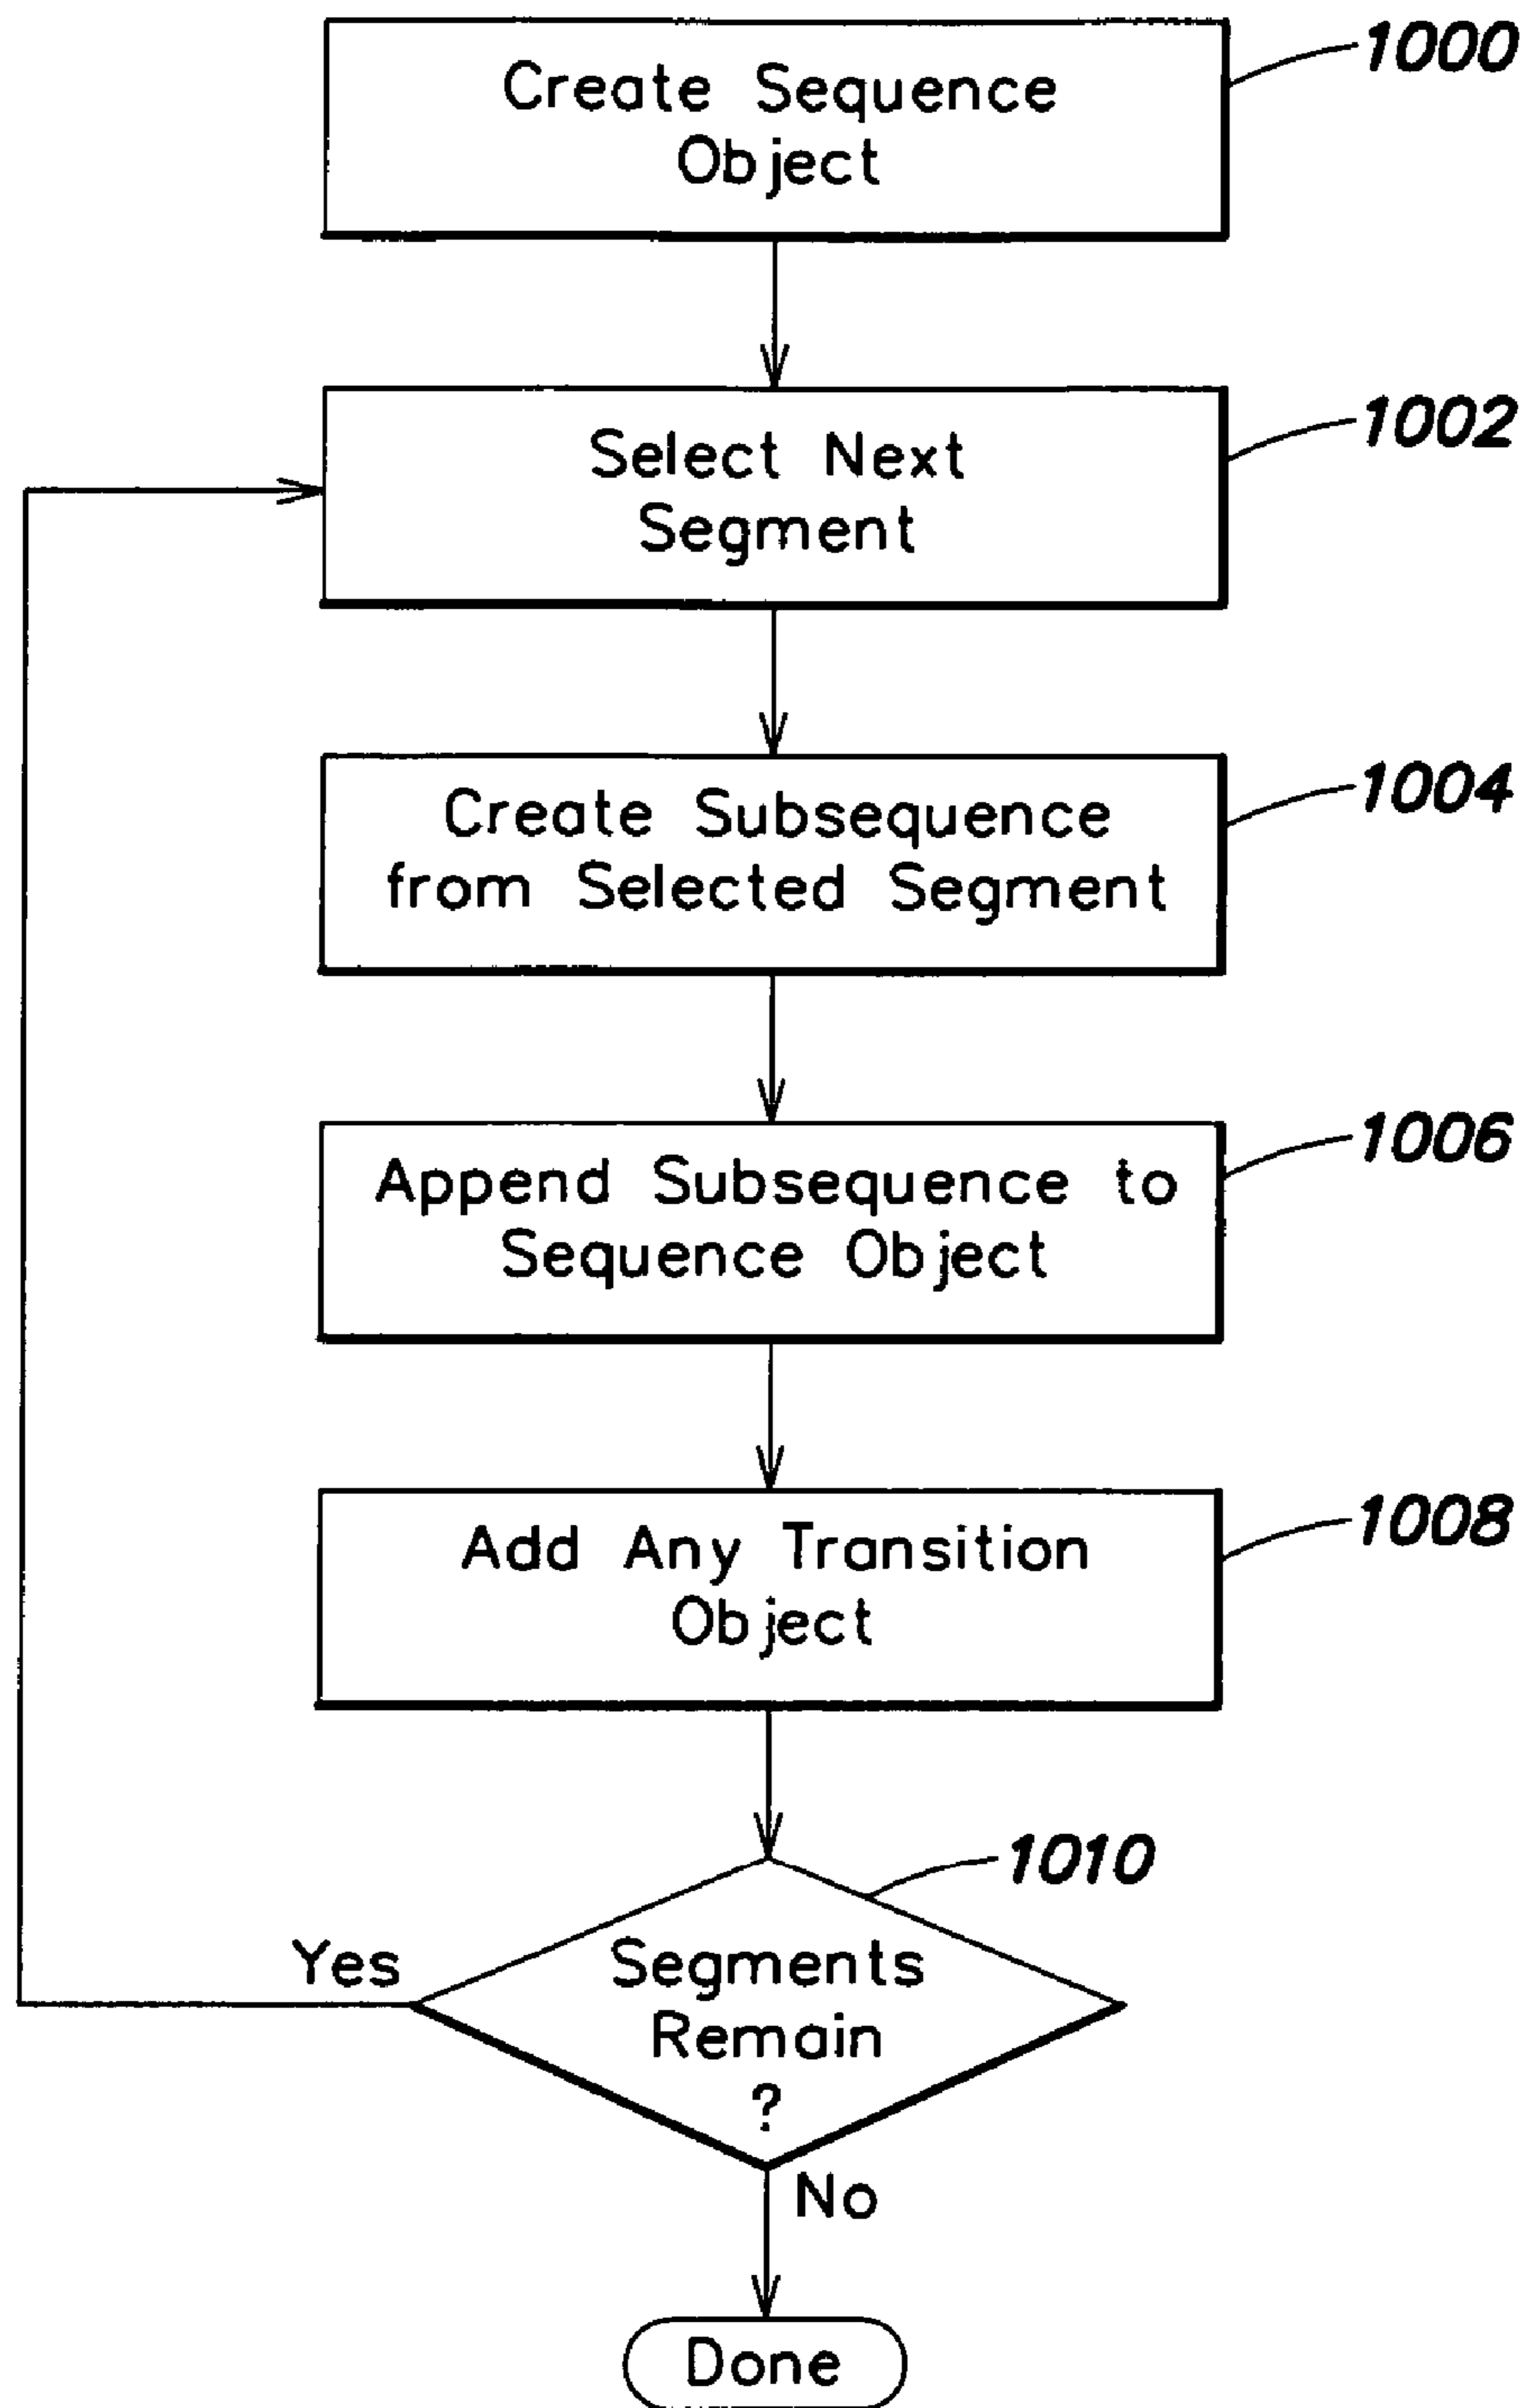 Create Sequence
Object
1000
Select Next
Segment
1002
Create Subsequence
from Selected Segment
1004
Append Subsequence to
Sequence Object
1006
Add Any Transition
Object
1008
1010
Yes
Segments
Remain
?
No
Done